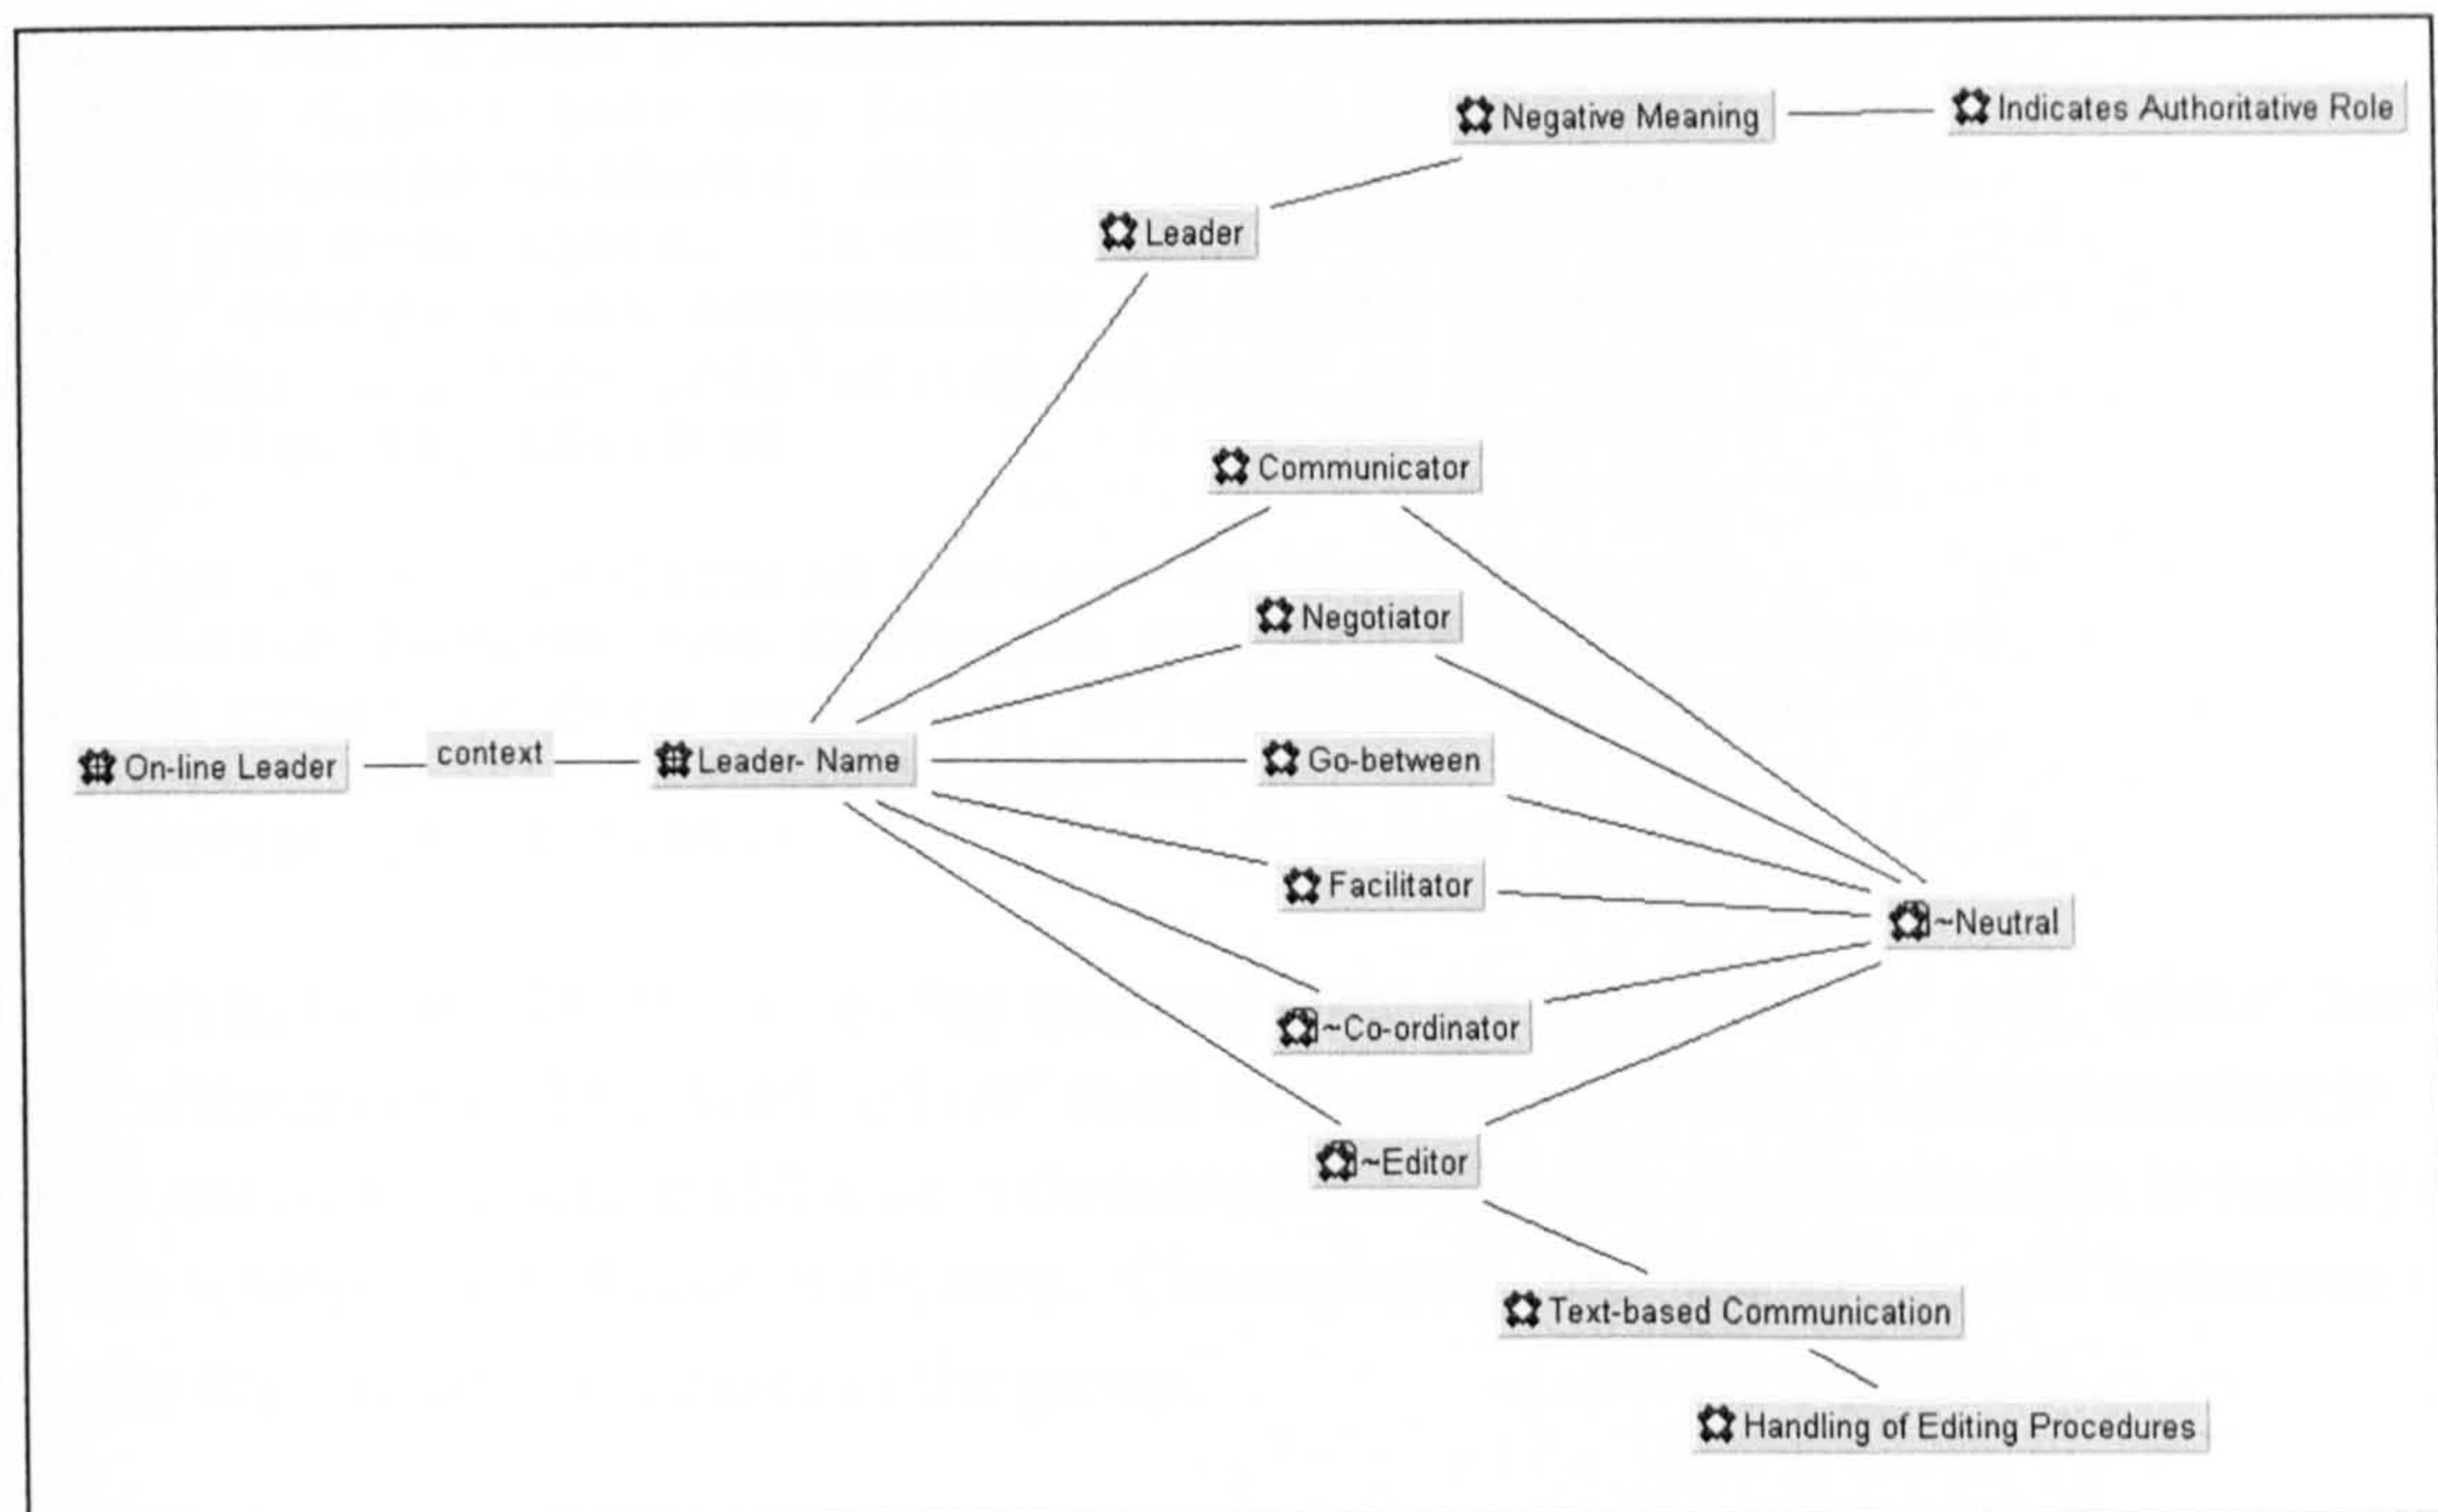 Negative Meaning
Indicates Authoritative Role
Leader
Communicator
Negotiator
On-line Leader
context
Leader- Name
Go-between
Facilitator
~Neutral
~Co-ordinator
~Editor
Text-based Communication
Handling of Editing Procedures